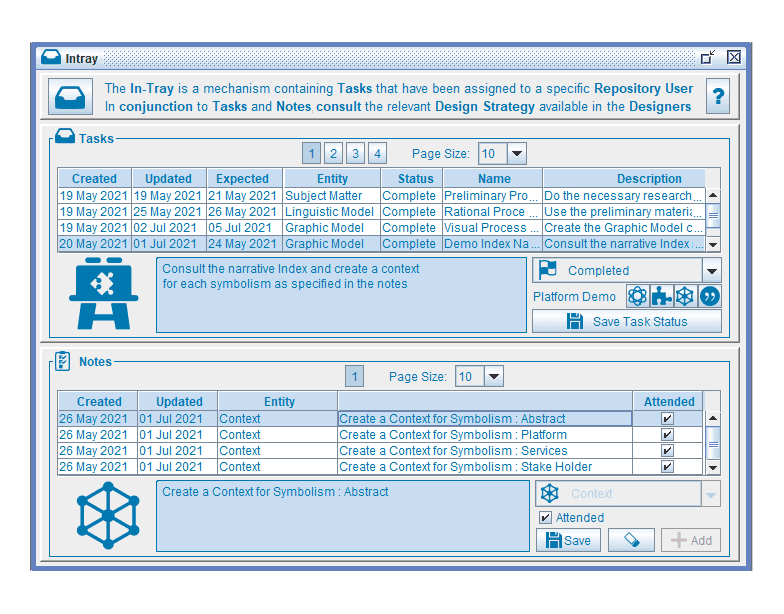 Intray
The In-Tray is a mechanism containing Tasks that have been assigned to a specific Repository User
In conjunction to Tasks and Notes, consult the relevant Design Strategy available in the Designers
?
Tasks
1 2 3 4 Page Size: 10
Created Updated Expected Entity Status Name Description
19 May 2021 19 May 2021 21 May 2021 Subject Matter Complete Preliminary Pro ... Do the necessary research...
19 May 2021 25 May 2021 26 May 2021 Linguistic Model Complete Rational Proce ... Use the preliminary materia...
19 May 2021 02 Jul 2021 05 Jul 2021 Graphic Model Complete Visual Process ... Create the Graphic Model c...
20 May 2021 01 Jul 2021 24 May 2021 Graphic Model Complete Demo Index Na ... Consult the narrative Index ...
Consult the narrative Index and create a context
for each symbolism as specified in the notes
Completed
Platform Demo
Save Task Status
Notes
1 Page Size: 10
Created Updated Entity Attended
26 May 2021 01 Jul 2021 Context Create a Context for Symbolism : Abstract
26 May 2021 01 Jul 2021 Context Create a Context for Symbolism : Platform
26 May 2021 01 Jul 2021 Context Create a Context for Symbolism : Services
26 May 2021 01 Jul 2021 Context Create a Context for Symbolism : Stake Holder
Create a Context for Symbolism : Abstract
Context
Attended
Save Add